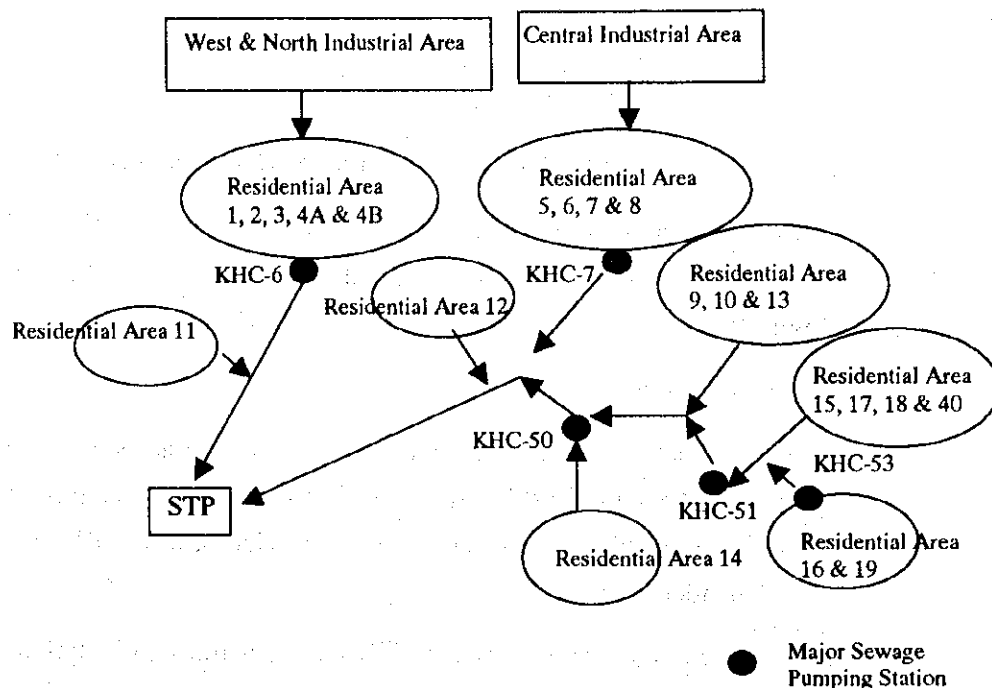 West & North Industrial Area
Central Industrial Area
Residential Area
1, 2, 3, 4A & 4B
Residential Area
5, 6, 7 & 8
KHC-6
Residential Area 12
KHC-7
Residential Area
9, 10 & 13
Residential Area 11
Residential Area
15, 17, 18 & 40
KHC-50
KHC-53
STP
KHC-51
Residential Area 14
Residential Area
16 & 19
Major Sewage
Pumping Station